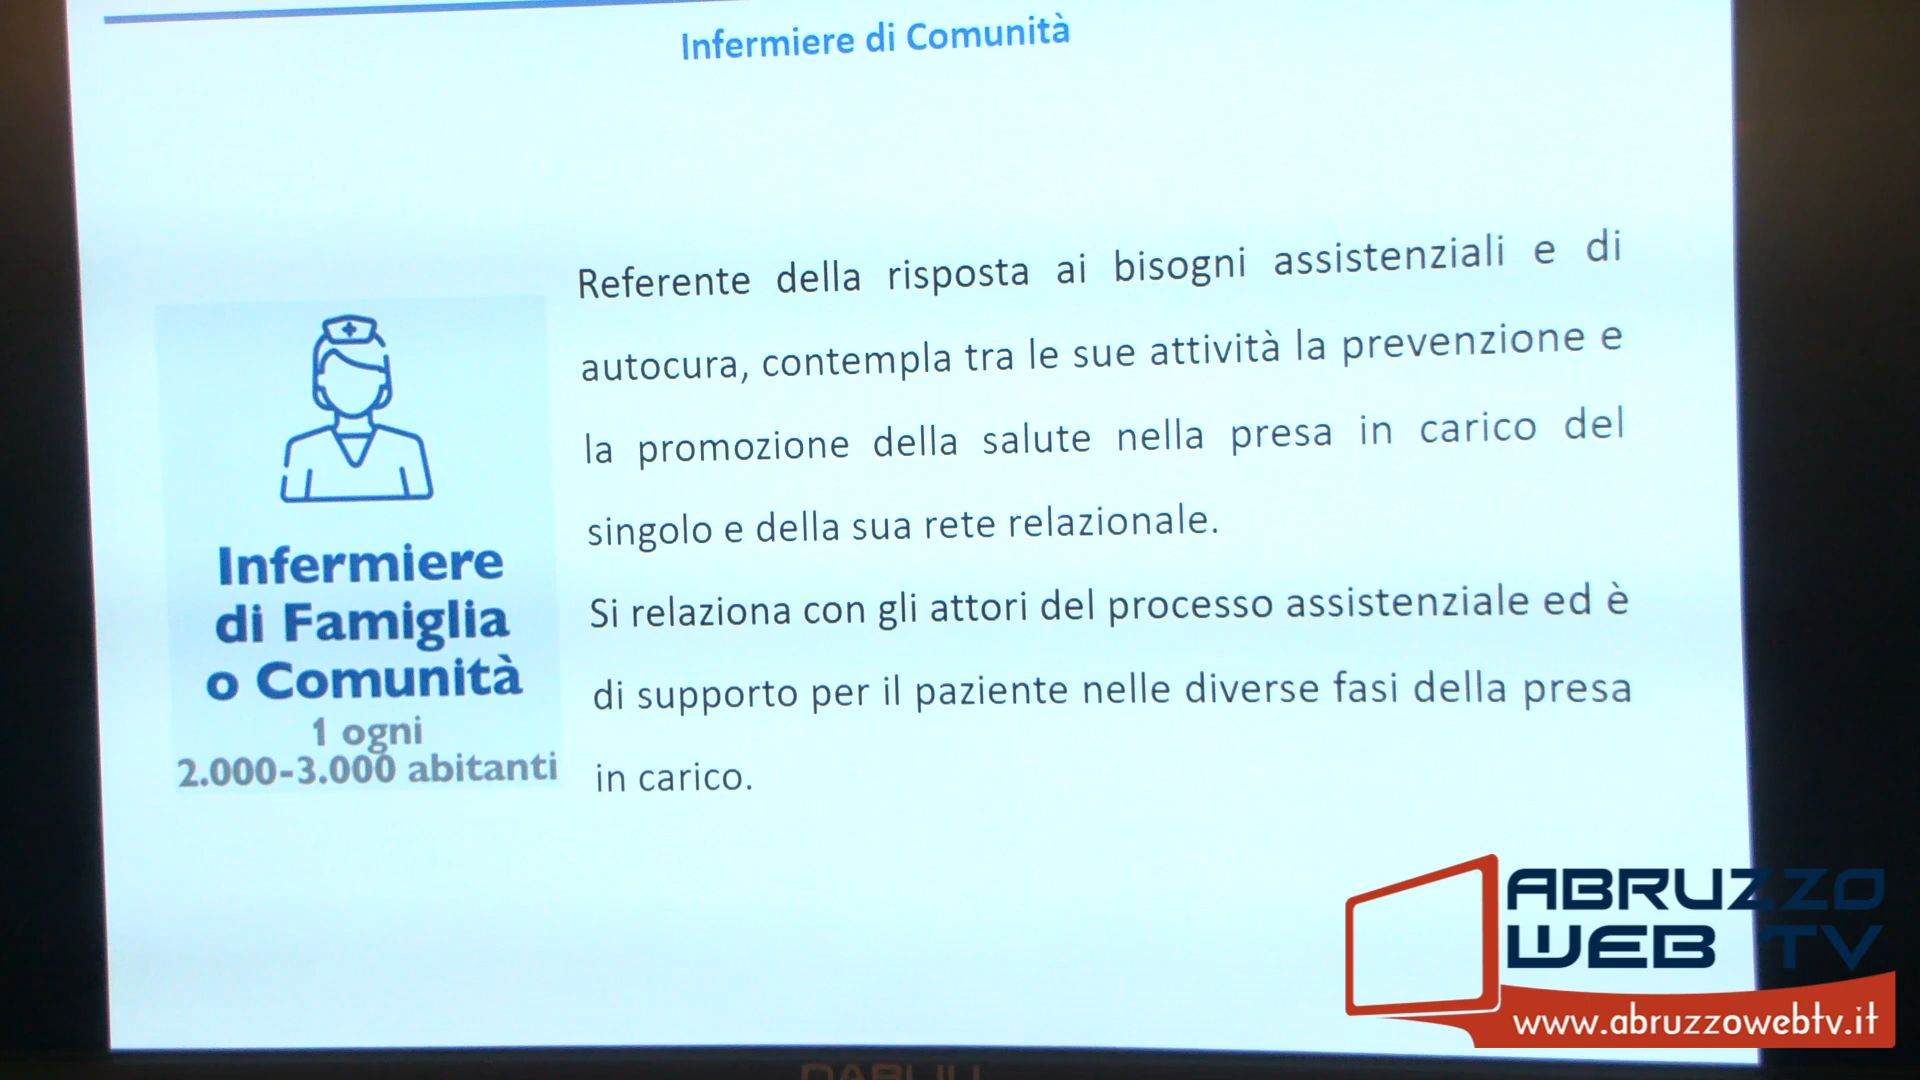 Infermiere di Comunità
Referente della risposta ai bisogni assistenziali e di
autocura, contempla tra le sue attività la prevenzione e
la promozione della salute nella presa in carico del
singolo e della sua rete relazionale.
Si relaziona con gli attori del processo assistenziale ed è
di supporto per il paziente nelle diverse fasi della presa
in carico.
Infermiere
di Famiglia
o Comunità
1 ogni
2.000-3.000 abitanti
ABRUZZO
WEB TV
www.abruzzowebtv.it